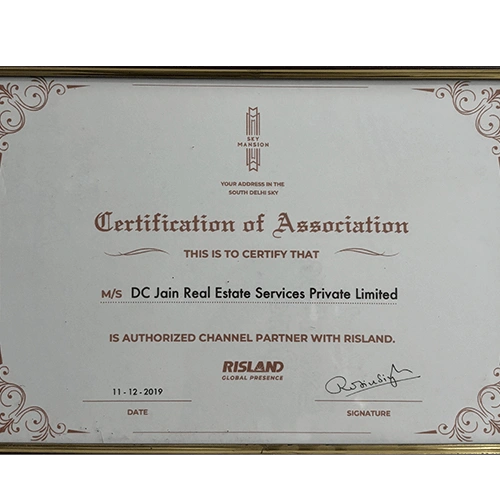 SKY
MANSION
YOUR ADDRESS IN THE
SOUTH DELHI SKY
Certification of Association
THIS IS TO CERTIFY THAT
M/S DC Jain Real Estate Services Private Limited
IS AUTHORIZED CHANNEL PARTNER WITH RISLAND.
RISLAND
GLOBAL PRESENCE
11-12-2019
DATE
SIGNATURE